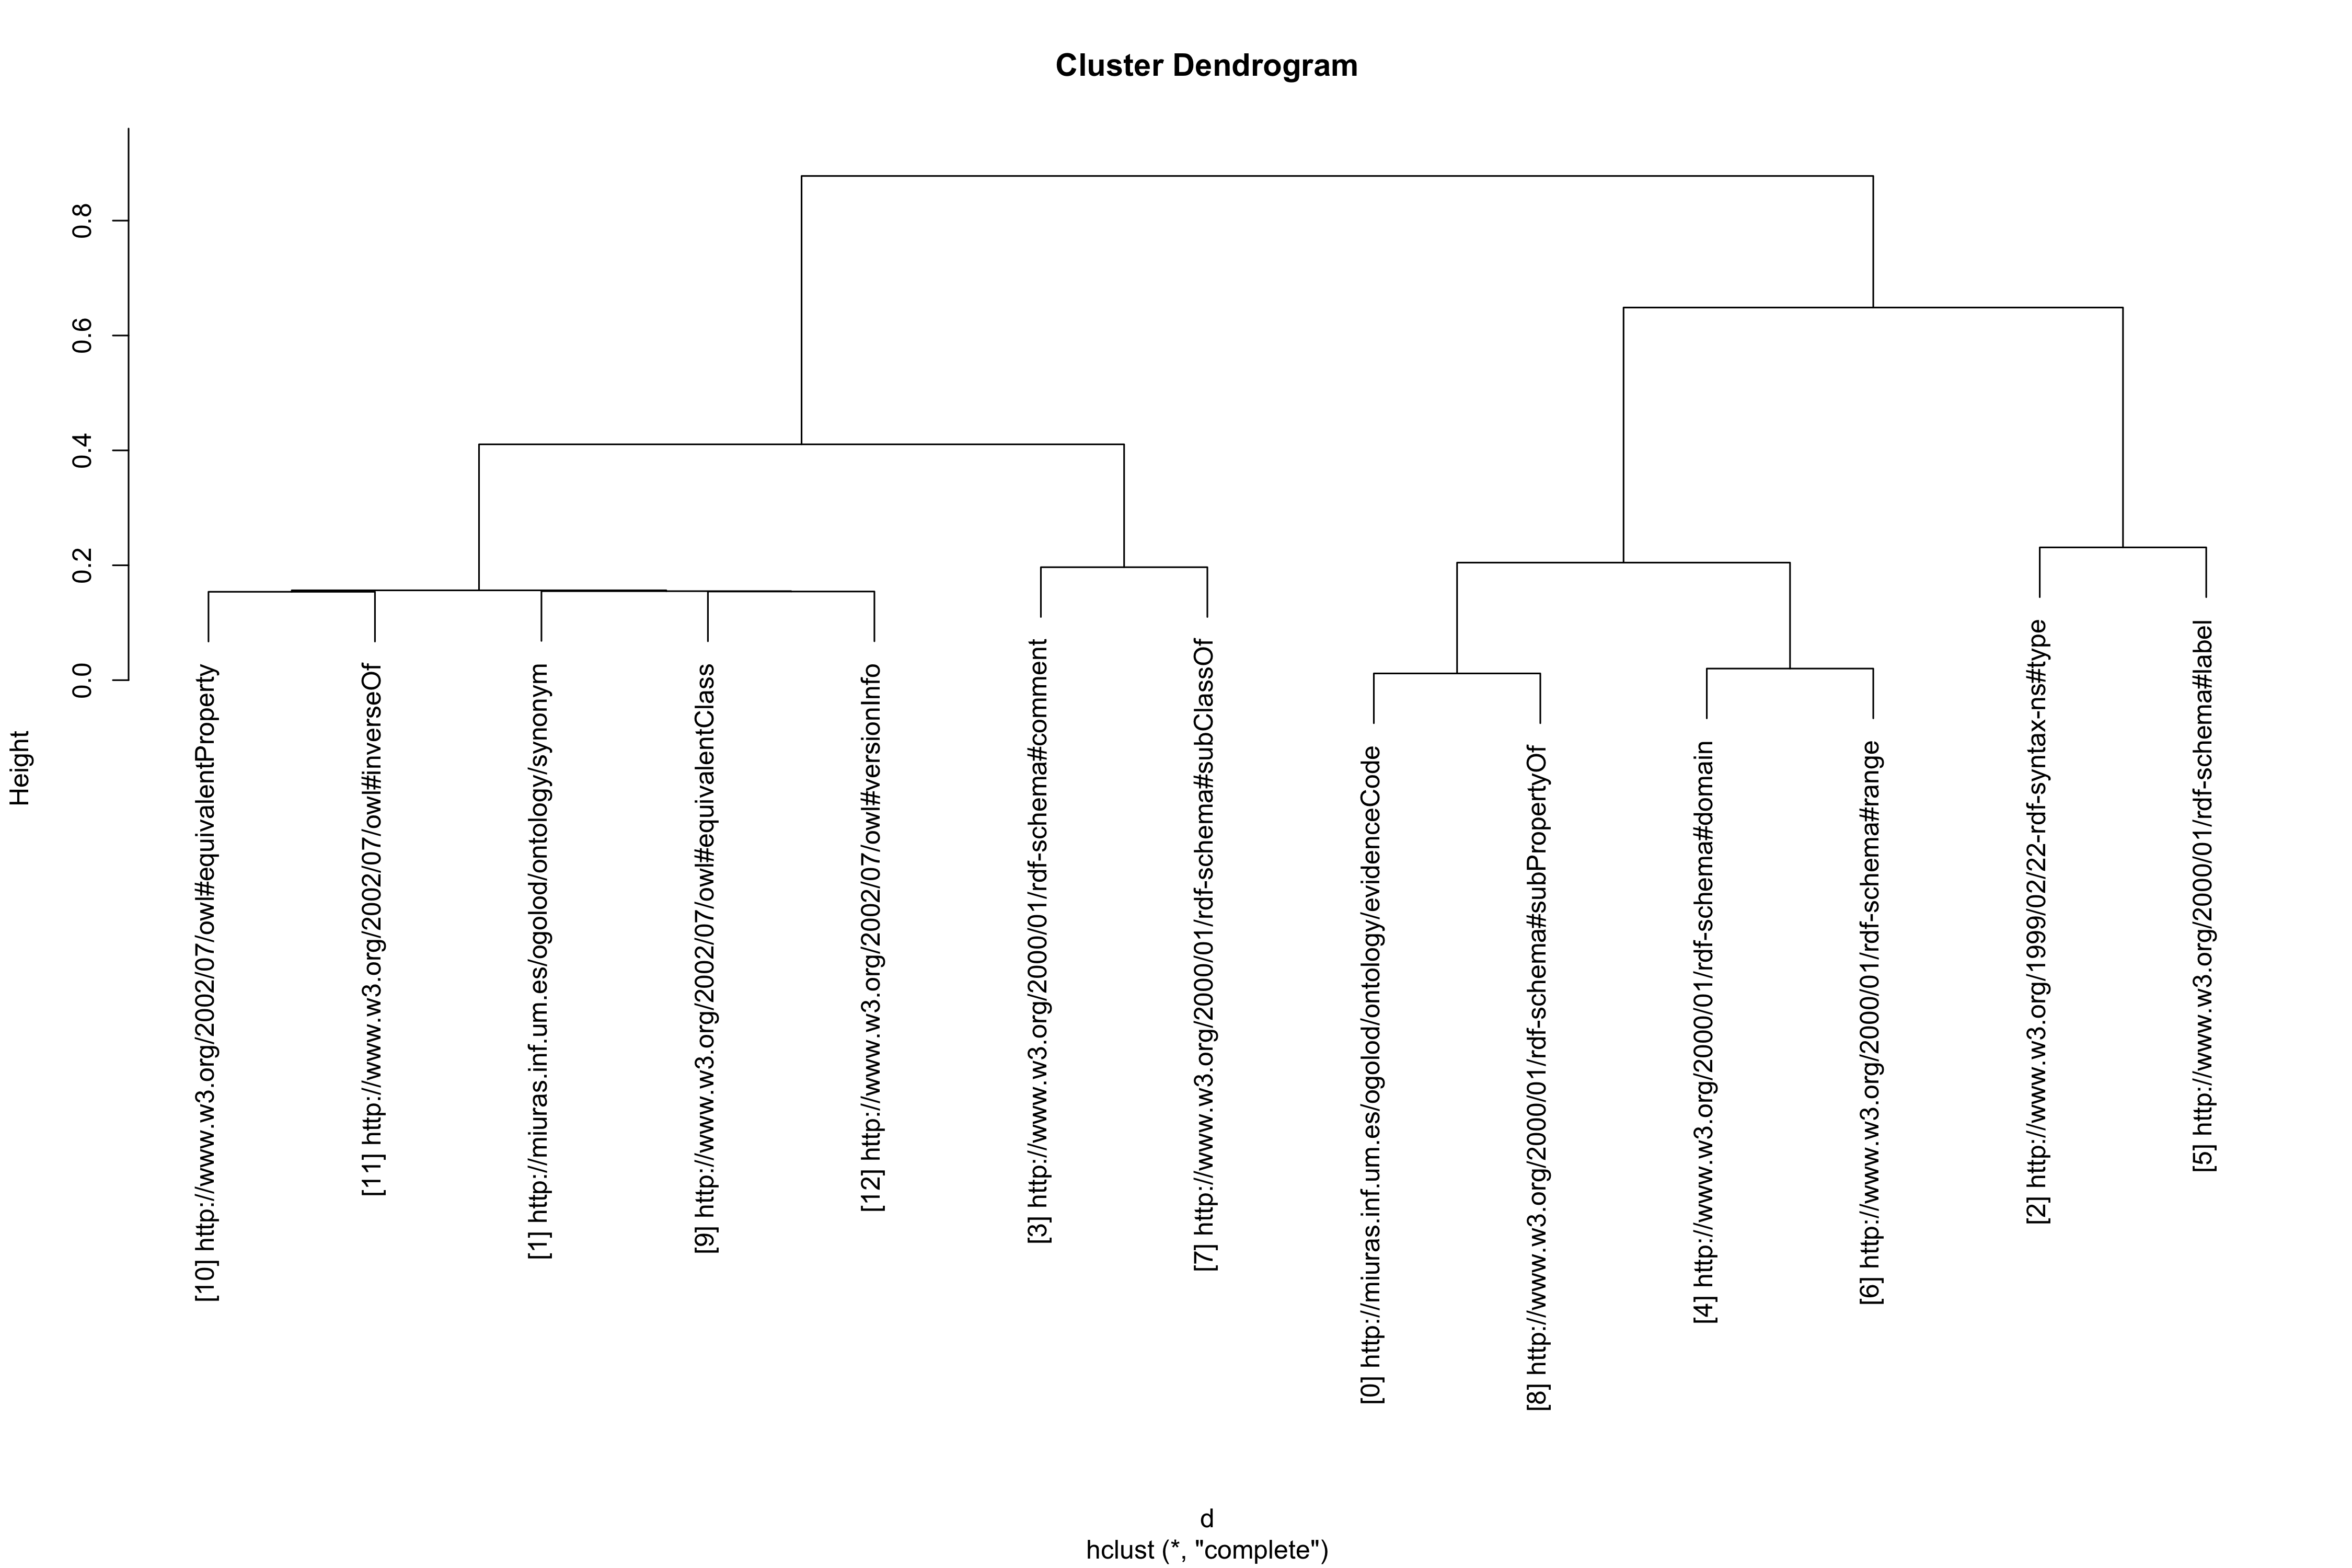 Cluster Dendrogram
Height
0.0
0.2
0.4
0.6
0.8
[10] http://www.w3.org/2002/07/owl#equivalentProperty
[11] http://www.w3.org/2002/07/owl#inverseOf
[1] http://miuras.inf.um.es/ogolod/ontology/synonym
[9] http://www.w3.org/2002/07/owl#equivalentClass
[12] http://www.w3.org/2002/07/owl#versionInfo
[3] http://www.w3.org/2000/01/rdf-schema#comment
[7] http://www.w3.org/2000/01/rdf-schema#subClassOf
[0] http://miuras.inf.um.es/ogolod/ontology/evidenceCode
[8] http://www.w3.org/2000/01/rdf-schema#subPropertyOf
[4] http://www.w3.org/2000/01/rdf-schema#domain
[6] http://www.w3.org/2000/01/rdf-schema#range
[2] http://www.w3.org/1999/02/22-rdf-syntax-ns#type
[5] http://www.w3.org/2000/01/rdf-schema#label
d
hclust (*, "complete")